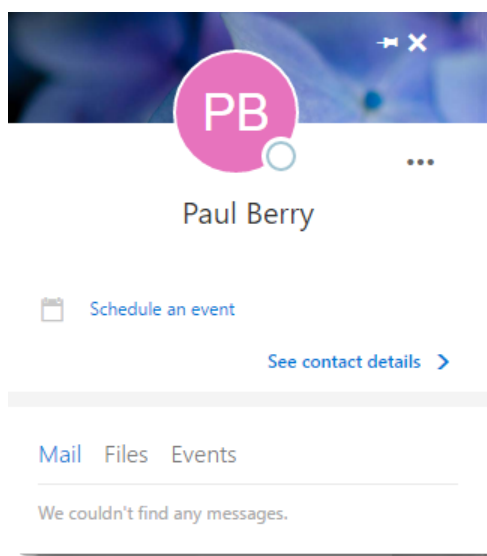 PB
Paul Berry
Schedule an event
See contact details
Mail Files Events
We couldn't find any messages.